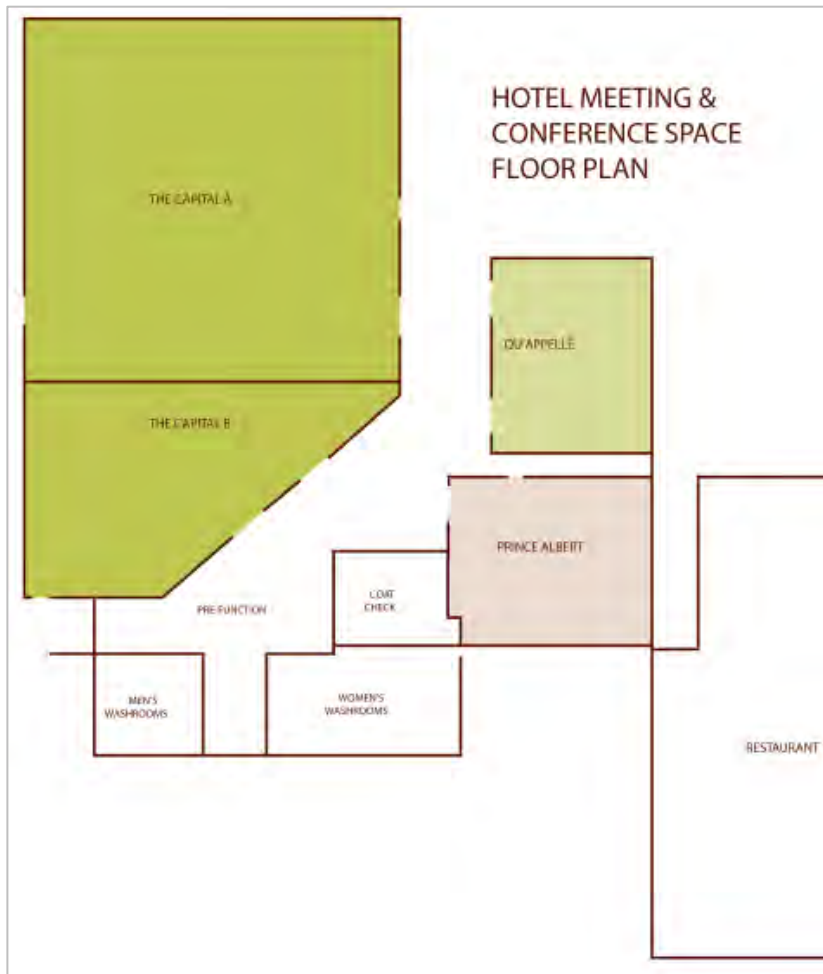 HOTEL MEETING &
CONFERENCE SPACE
FLOOR PLAN
THE CAPITAL A
QU'APPELLE
THE CAPITAL B
PRINCE ALBERT
COAT
CHECK
PRE-FUNCTION
MEN'S
WASHROOMS
WOMEN'S
WASHROOMS
RESTAURANT